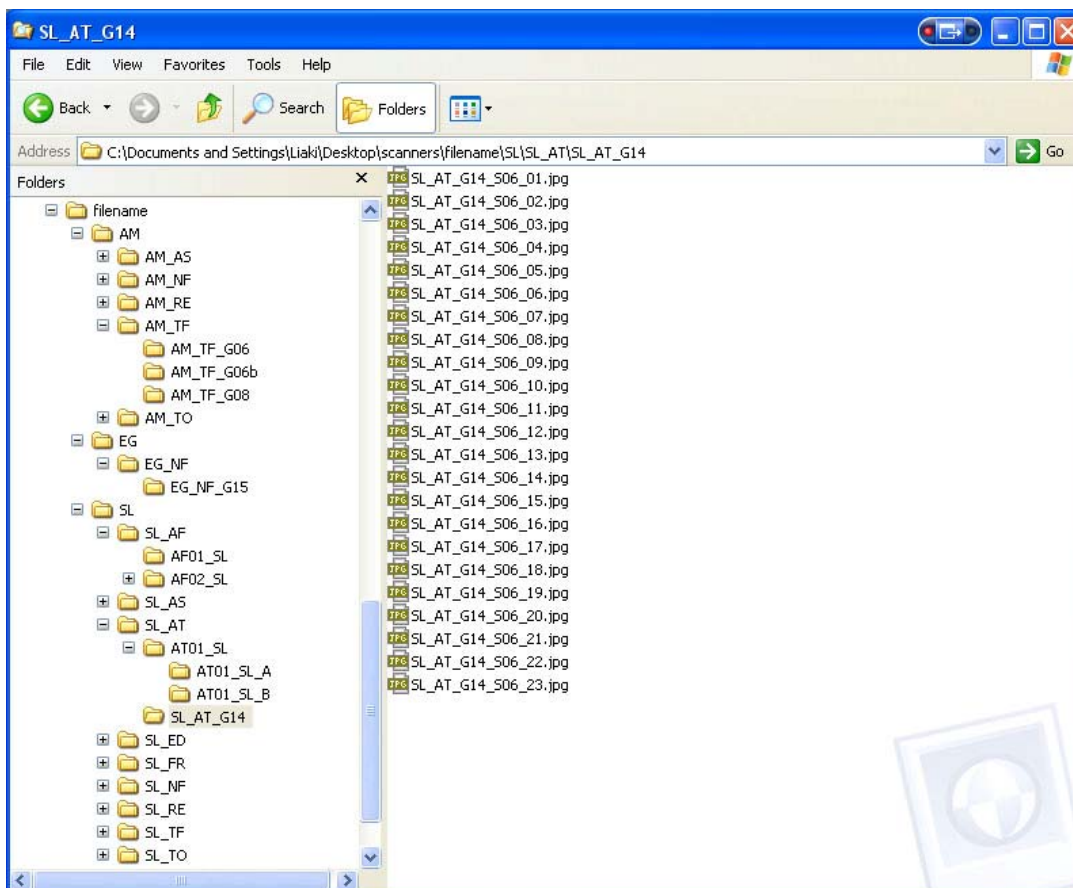 SL_AT_G14
File Edit View Favorites Tools Help
Back Search Folders
Address C:\Documents and Settings\Liaki\Desktop\scanners\filename\SL\SL_AT\SL_AT_G14 Go
Folders
filename
AM
AM_AS
AM_NF
AM_RE
AM_TF
AM_TF_G06
AM_TF_G06b
AM_TF_G08
AM_TO
EG
EG_NF
EG_NF_G15
SL
SL_AF
AF01_SL
AF02_SL
SL_AS
SL_AT
AT01_SL
AT01_SL_A
AT01_SL_B
SL_AT_G14
SL_ED
SL_FR
SL_NF
SL_RE
SL_TF
SL_TO
SL_AT_G14_S06_01.jpg
SL_AT_G14_S06_02.jpg
SL_AT_G14_S06_03.jpg
SL_AT_G14_S06_04.jpg
SL_AT_G14_S06_05.jpg
SL_AT_G14_S06_06.jpg
SL_AT_G14_S06_07.jpg
SL_AT_G14_S06_08.jpg
SL_AT_G14_S06_09.jpg
SL_AT_G14_S06_10.jpg
SL_AT_G14_S06_11.jpg
SL_AT_G14_S06_12.jpg
SL_AT_G14_S06_13.jpg
SL_AT_G14_S06_14.jpg
SL_AT_G14_S06_15.jpg
SL_AT_G14_S06_16.jpg
SL_AT_G14_S06_17.jpg
SL_AT_G14_S06_18.jpg
SL_AT_G14_S06_19.jpg
SL_AT_G14_S06_20.jpg
SL_AT_G14_S06_21.jpg
SL_AT_G14_S06_22.jpg
SL_AT_G14_S06_23.jpg